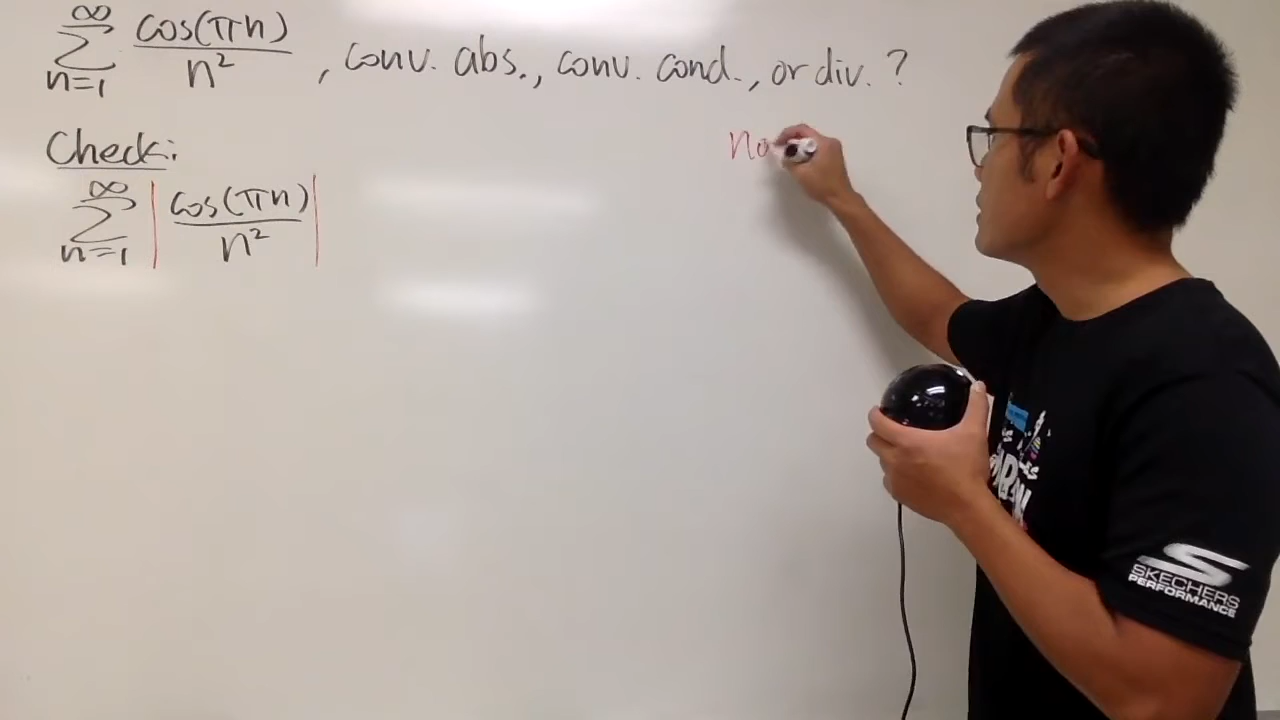 ∞
∑ cos(πn)/n² , conv. abs., conv. cond., or div. ?
n=1
Check:
no
∞
∑ | cos(πn)/n² |
n=1
SKECHERS
PERFORMANCE